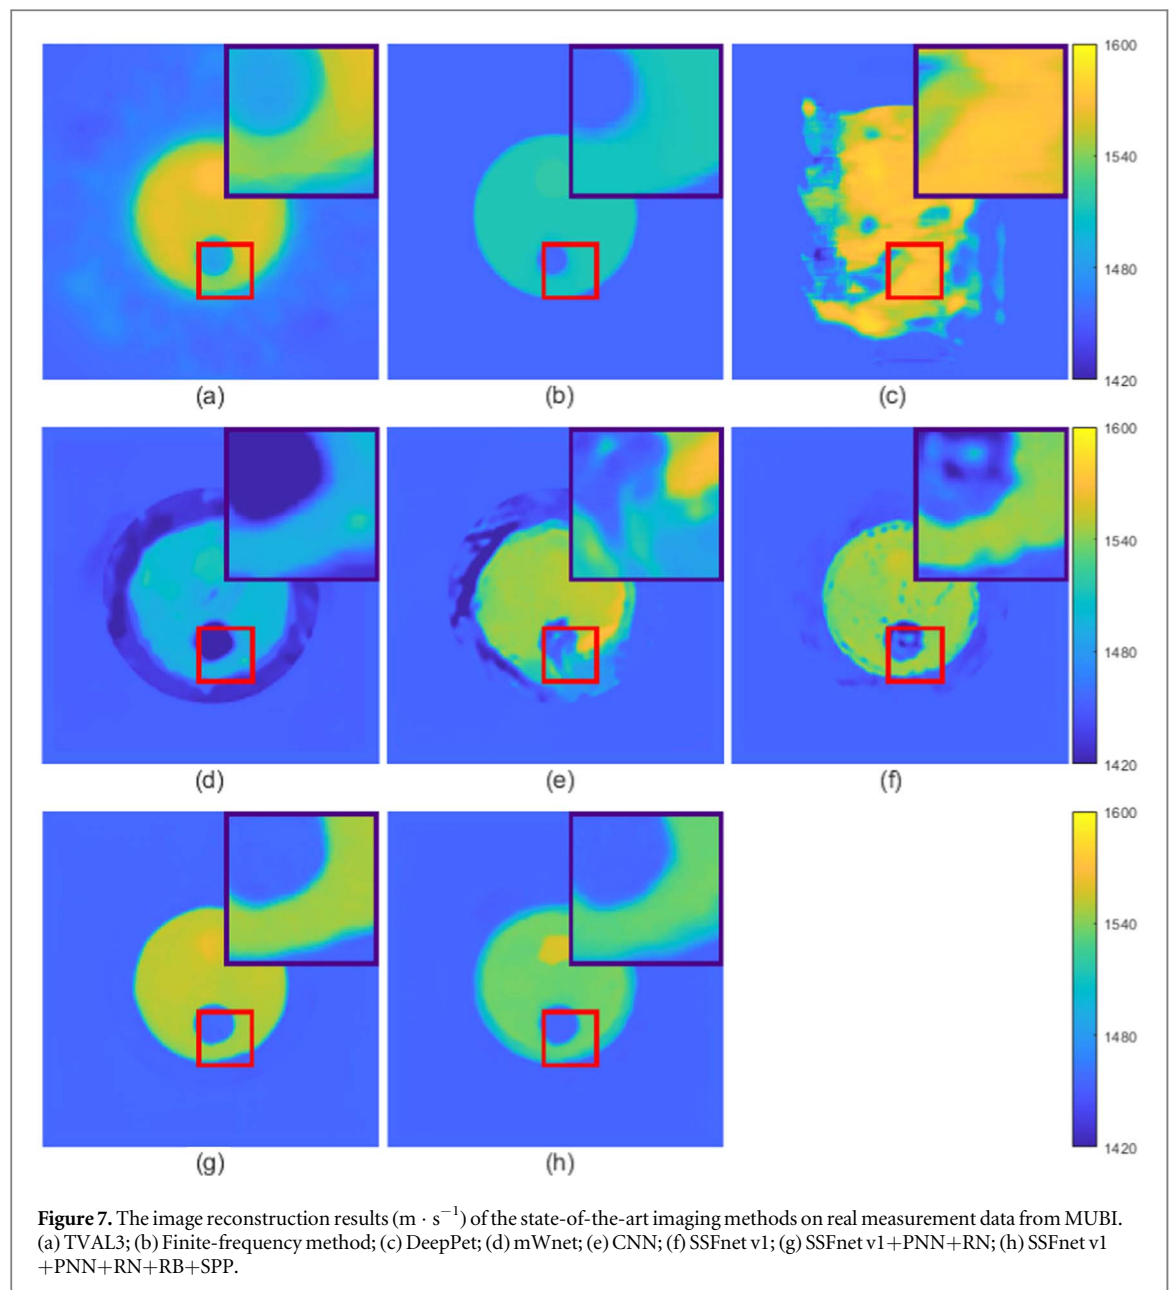 1600
1540
1480
1420
(a) (b) (c)
1600
1540
1480
1420
(d) (e) (f)
1600
1540
1480
1420
(g) (h)
Figure 7. The image reconstruction results (m · s⁻¹) of the state-of-the-art imaging methods on real measurement data from MUBI.
(a) TVAL3; (b) Finite-frequency method; (c) DeepPet; (d) mWnet; (e) CNN; (f) SSFnet v1; (g) SSFnet v1+PNN+RN; (h) SSFnet v1
+PNN+RN+RB+SPP.